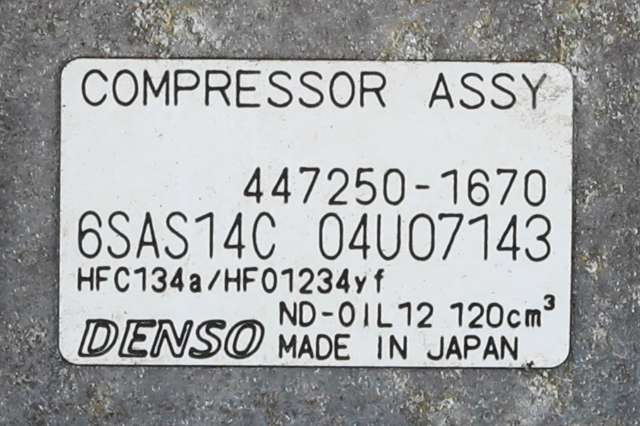 COMPRESSOR ASSY
447250-1670
6SAS14C 04U07143
HFC134a/HFO1234yf
DENSO ND-OIL12 120cm³
MADE IN JAPAN